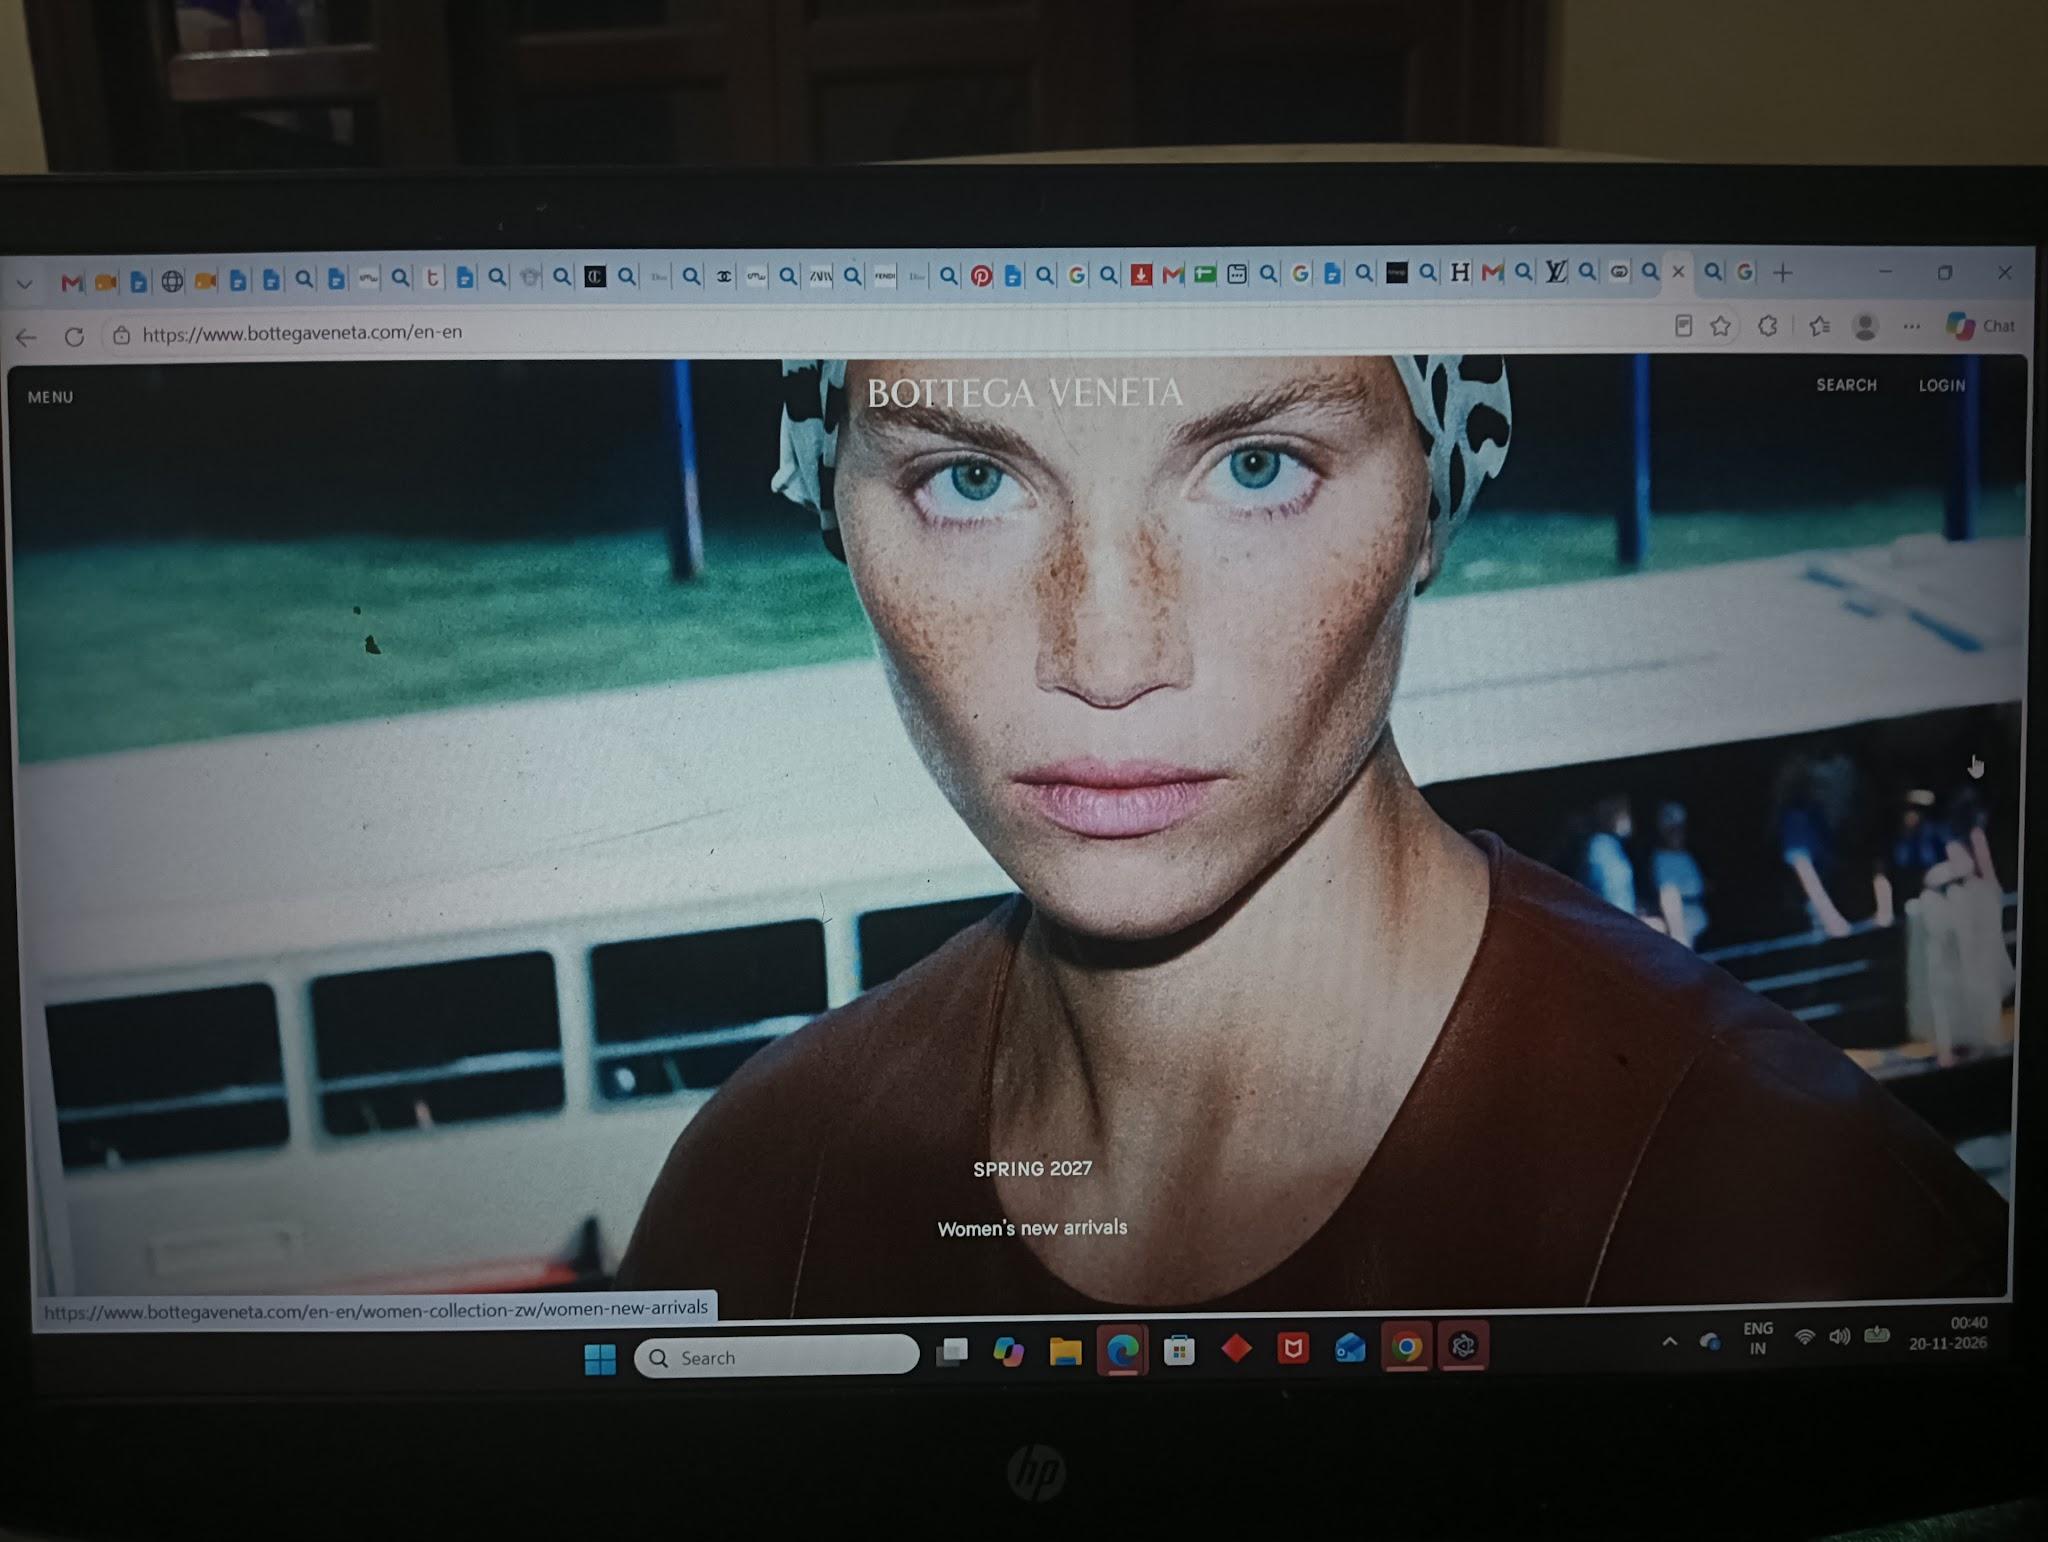 https://www.bottegaveneta.com/en-en
Chat
MENU
BOTTEGA VENETA
SEARCH
LOGIN
SPRING 2027
Women's new arrivals
https://www.bottegaveneta.com/en-en/women-collection-zw/women-new-arrivals
Search
ENG
IN
00:40
20-11-2026
hp